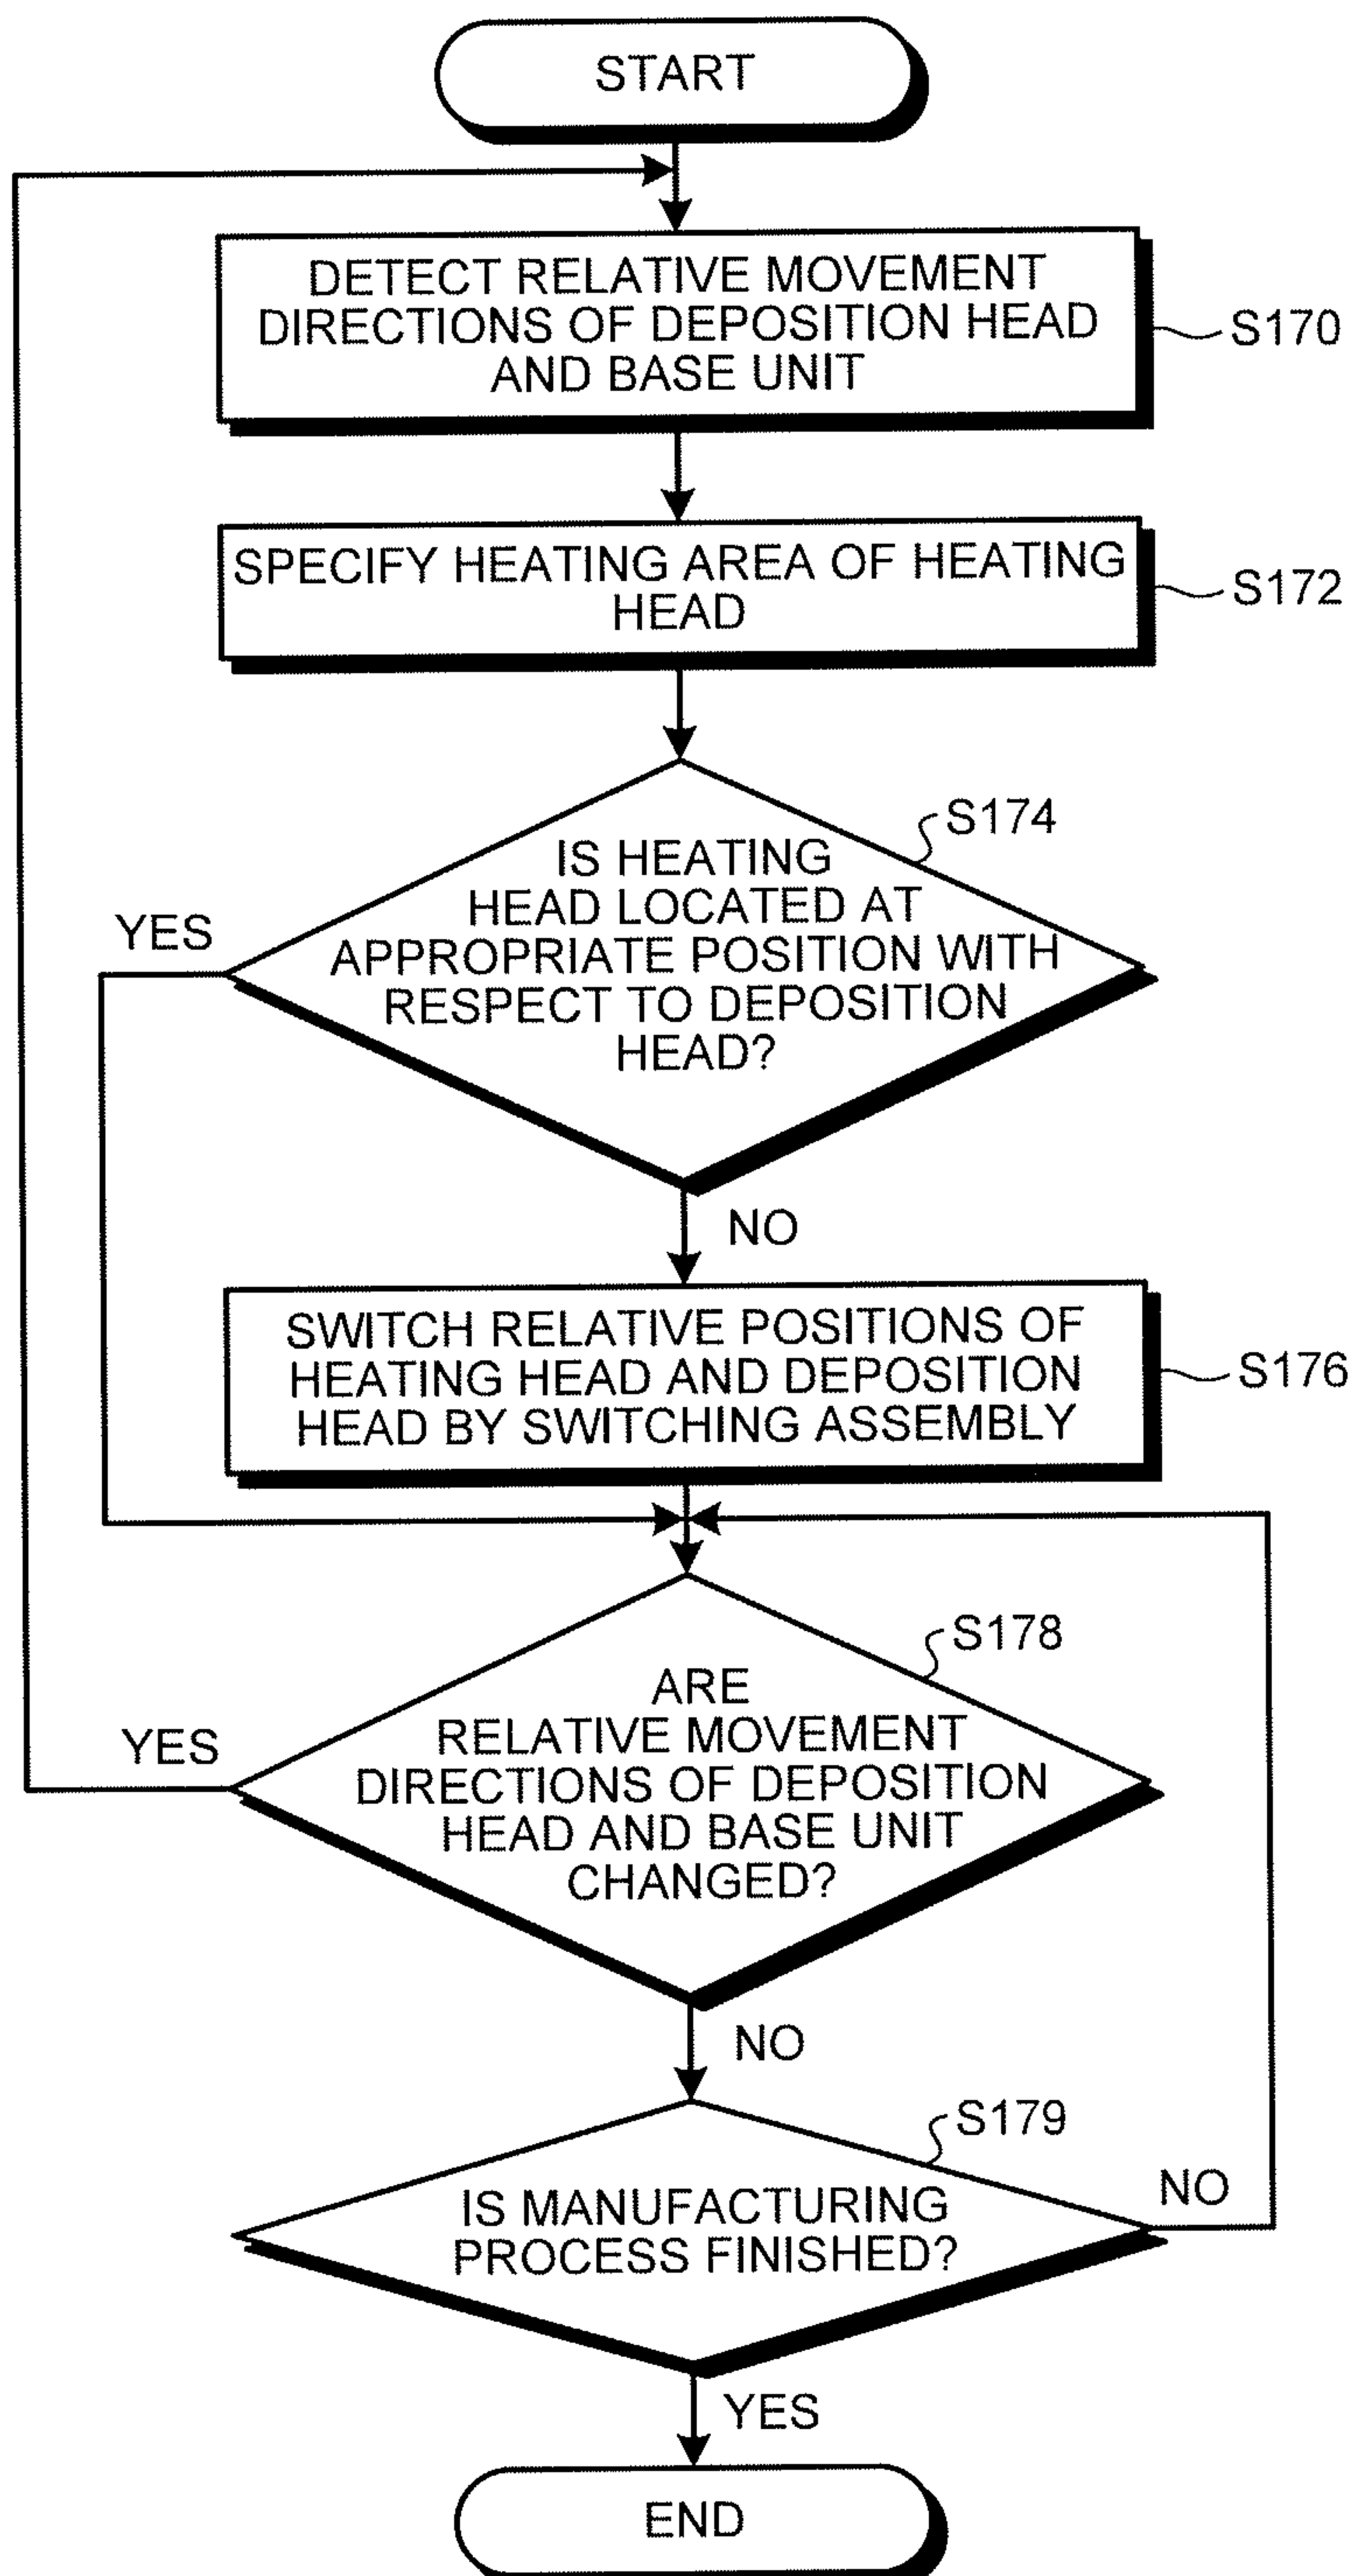 START
DETECT RELATIVE MOVEMENT
DIRECTIONS OF DEPOSITION HEAD
AND BASE UNIT
S170
SPECIFY HEATING AREA OF HEATING
HEAD
S172
S174
IS HEATING
HEAD LOCATED AT
APPROPRIATE POSITION WITH
RESPECT TO DEPOSITION
HEAD?
YES
NO
SWITCH RELATIVE POSITIONS OF
HEATING HEAD AND DEPOSITION
HEAD BY SWITCHING ASSEMBLY
S176
S178
ARE
RELATIVE MOVEMENT
DIRECTIONS OF DEPOSITION
HEAD AND BASE UNIT
CHANGED?
YES
NO
S179
IS MANUFACTURING
PROCESS FINISHED?
NO
YES
END